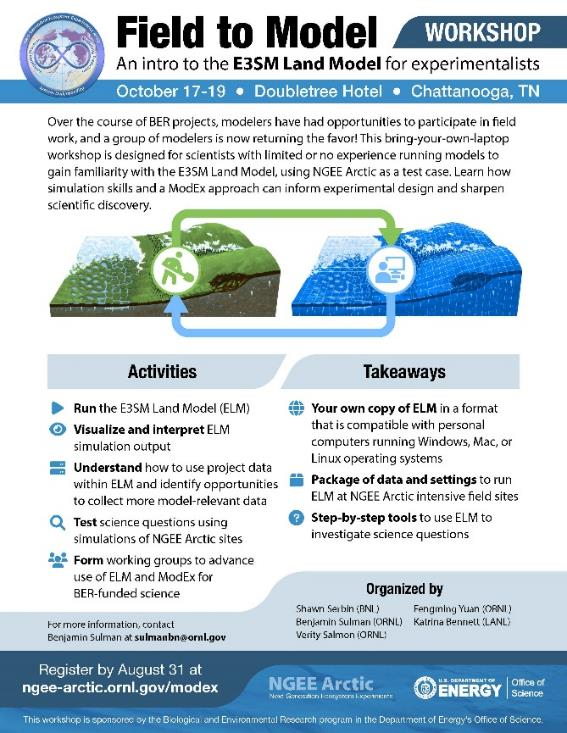 Field to Model
WORKSHOP
An intro to the E3SM Land Model for experimentalists
October 17-19 • Doubletree Hotel • Chattanooga, TN
Over the course of BER projects, modelers have had opportunities to participate in field
work, and a group of modelers is now returning the favor! This bring-your-own-laptop
workshop is designed for scientists with limited or no experience running models to
gain familiarity with the E3SM Land Model, using NGEE Arctic as a test case. Learn how
simulation skills and a ModEx approach can inform experimental design and sharpen
scientific discovery.
Activities
Run the E3SM Land Model (ELM)
Visualize and interpret ELM
simulation output
Understand how to use project data
within ELM and identify opportunities
to collect more model-relevant data
Test science questions using
simulations of NGEE Arctic sites
Form working groups to advance
use of ELM and ModEx for
BER-funded science
Takeaways
Your own copy of ELM in a format
that is compatible with personal
computers running Windows, Mac, or
Linux operating systems
Package of data and settings to run
ELM at NGEE Arctic intensive field sites
Step-by-step tools to use ELM to
investigate science questions
Organized by
Shawn Serbin (BNL)
Benjamin Sulman (ORNL)
Verity Salmon (ORNL)
Fengming Yuan (ORNL)
Katrina Bennett (LANL)
For more information, contact
Benjamin Sulman at sulmanbn@ornl.gov
Register by August 31 at
ngee-arctic.ornl.gov/modex
NGEE Arctic
Next-Generation Ecosystem Experiments
U.S. DEPARTMENT OF
ENERGY
Office of
Science
This workshop is sponsored by the Biological and Environmental Research program in the Department of Energy's Office of Science.